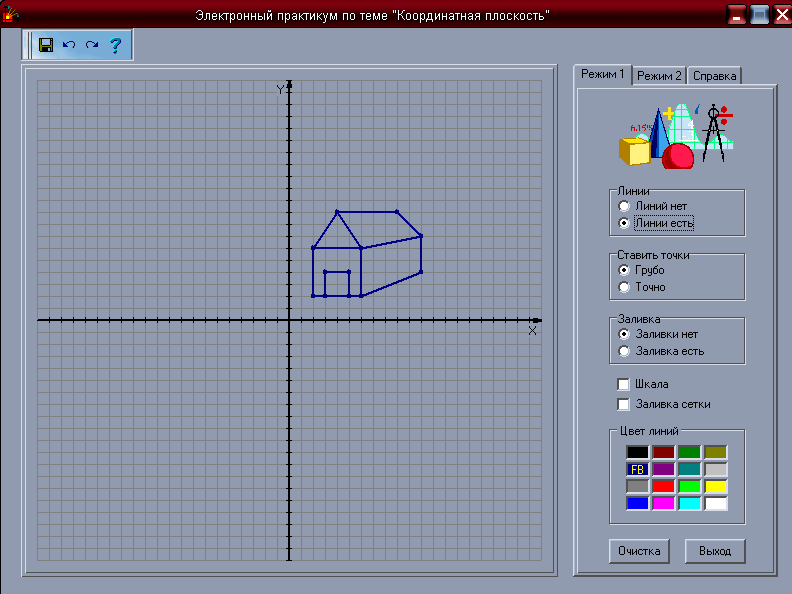 Электронный практикум по теме "Координатная плоскость"
?
Режим 1
Режим 2
Справка
Y
X
Линии
Линий нет
Линии есть
Ставить точки
Грубо
Точно
Заливка
Заливки нет
Заливка есть
Шкала
Заливка сетки
Цвет линий
FB
Очистка
Выход